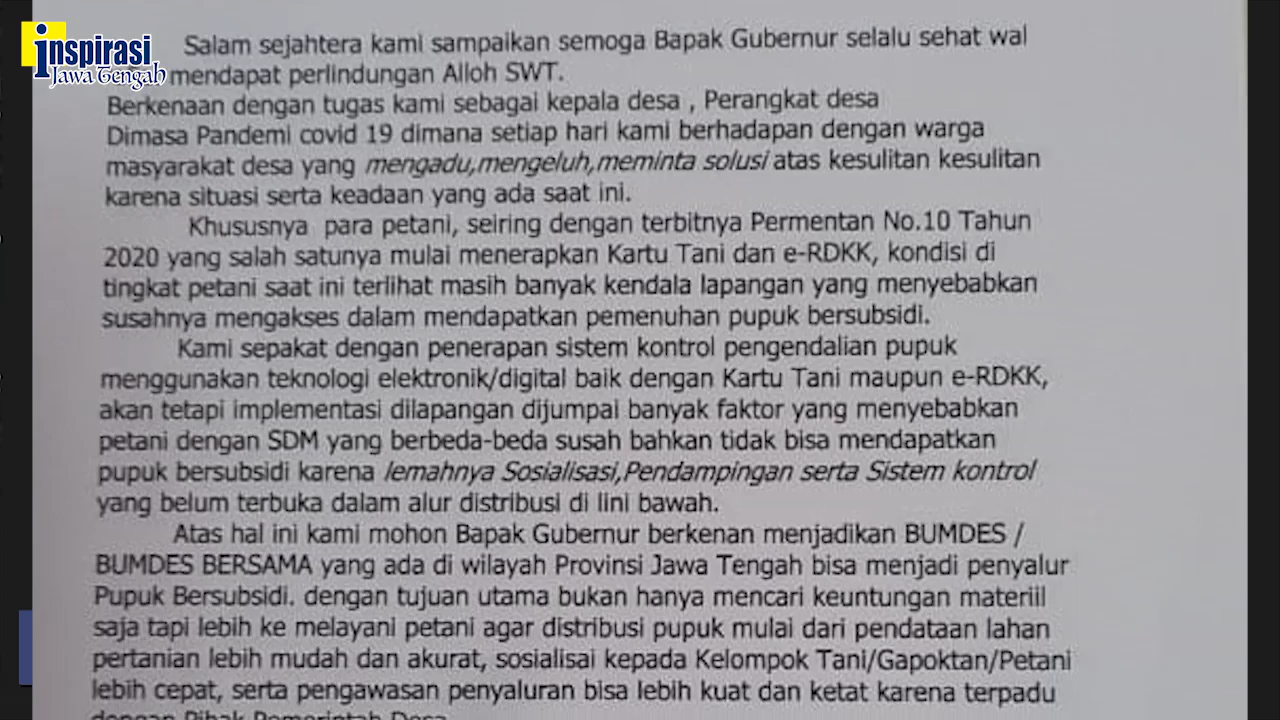 inspirasi
Jawa Tengah
Salam sejahtera kami sampaikan semoga Bapak Gubernur selalu sehat wal
mendapat perlindungan Alloh SWT.
Berkenaan dengan tugas kami sebagai kepala desa , Perangkat desa
Dimasa Pandemi covid 19 dimana setiap hari kami berhadapan dengan warga
masyarakat desa yang mengadu,mengeluh,meminta solusi atas kesulitan kesulitan
karena situasi serta keadaan yang ada saat ini.
Khususnya para petani, seiring dengan terbitnya Permentan No.10 Tahun
2020 yang salah satunya mulai menerapkan Kartu Tani dan e-RDKK, kondisi di
tingkat petani saat ini terlihat masih banyak kendala lapangan yang menyebabkan
susahnya mengakses dalam mendapatkan pemenuhan pupuk bersubsidi.
Kami sepakat dengan penerapan sistem kontrol pengendalian pupuk
menggunakan teknologi elektronik/digital baik dengan Kartu Tani maupun e-RDKK,
akan tetapi implementasi dilapangan dijumpai banyak faktor yang menyebabkan
petani dengan SDM yang berbeda-beda susah bahkan tidak bisa mendapatkan
pupuk bersubsidi karena lemahnya Sosialisasi,Pendampingan serta Sistem kontrol
yang belum terbuka dalam alur distribusi di lini bawah.
Atas hal ini kami mohon Bapak Gubernur berkenan menjadikan BUMDES /
BUMDES BERSAMA yang ada di wilayah Provinsi Jawa Tengah bisa menjadi penyalur
Pupuk Bersubsidi. dengan tujuan utama bukan hanya mencari keuntungan materiil
saja tapi lebih ke melayani petani agar distribusi pupuk mulai dari pendataan lahan
pertanian lebih mudah dan akurat, sosialisai kepada Kelompok Tani/Gapoktan/Petani
lebih cepat, serta pengawasan penyaluran bisa lebih kuat dan ketat karena terpadu
dengan Pihak Pemerintah Desa